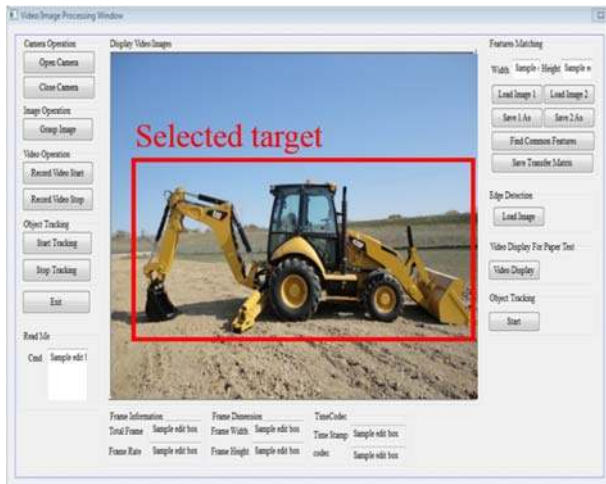 Video/Image Processing Window
Camera Operation
Open Camera
Close Camera
Image Operation
Group Image
Video Operation
Record Video Start
Record Video Stop
Object Tracking
Start Tracking
Stop Tracking
Exit
Read Me
Cmd Sample edit
Display Video Images
Selected target
Frame Information
Total Frame Sample edit box
Frame Rate Sample edit box
Frame Dimension
Frame Width Sample edit box
Frame Height Sample edit box
TimeCodec
Time Stamp Sample edit box
codec Sample edit box
Features Matching
Width Sample Height Sample
Load Image 1 Load Image 2
Save 1 As Save 2 As
Find Common Features
Save Transfer Matrix
Edge Detection
Load Image
Video Display For Paper Test
Video Display
Object Tracking
Start